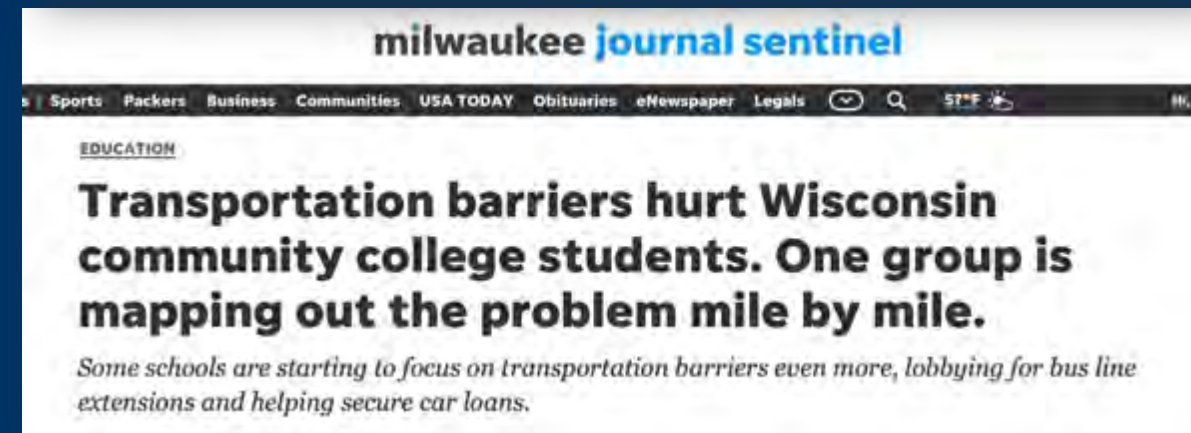 milwaukee journal sentinel
s | Sports Packers Business Communities USA TODAY Obituaries eNewspaper Legals 57°F Hi,
EDUCATION
Transportation barriers hurt Wisconsin
community college students. One group is
mapping out the problem mile by mile.
Some schools are starting to focus on transportation barriers even more, lobbying for bus line
extensions and helping secure car loans.